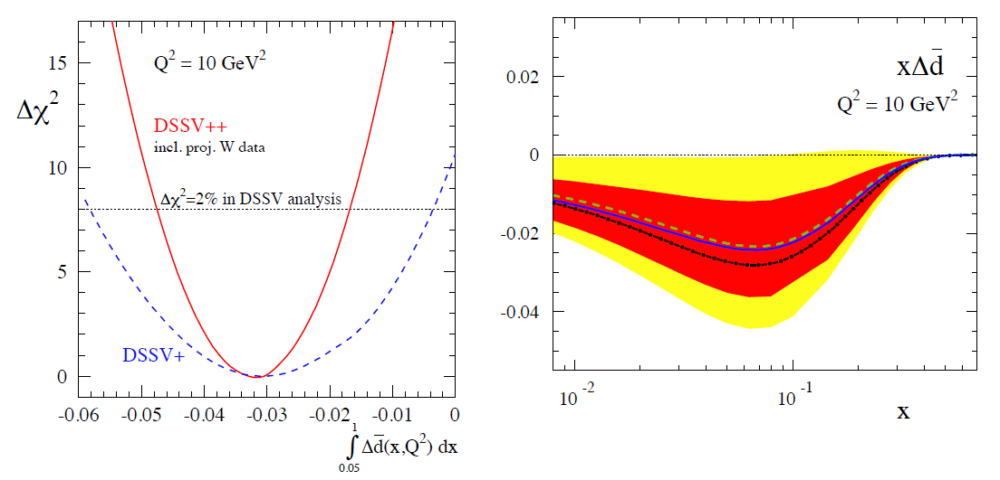 15
10
5
0
Δχ²
Q² = 10 GeV²
DSSV++
incl. proj. W data
Δχ²=2% in DSSV analysis
DSSV+
-0.06 -0.05 -0.04 -0.03 -0.02 -0.01 0
1
∫ Δd̅(x,Q²) dx
0.05
xΔd̅
Q² = 10 GeV²
0.02
0
-0.02
-0.04
10⁻² 10⁻¹
x